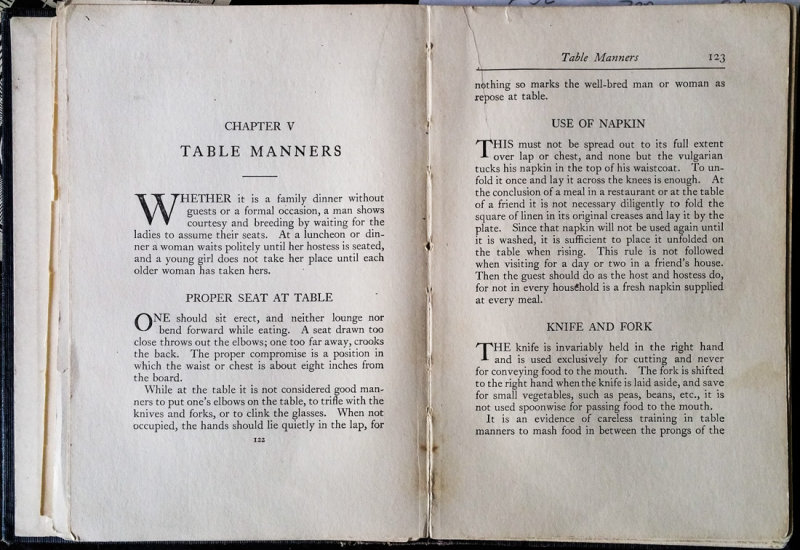 CHAPTER V
TABLE MANNERS
WHETHER it is a family dinner without
guests or a formal occasion, a man shows
courtesy and breeding by waiting for the
ladies to assume their seats. At a luncheon or din-
ner a woman waits politely until her hostess is seated,
and a young girl does not take her place until each
older woman has taken hers.
PROPER SEAT AT TABLE
ONE should sit erect, and neither lounge nor
bend forward while eating. A seat drawn too
close throws out the elbows; one too far away, crooks
the back. The proper compromise is a position in
which the waist or chest is about eight inches from
the board.
While at the table it is not considered good man-
ners to put one's elbows on the table, to trifle with the
knives and forks, or to clink the glasses. When not
occupied, the hands should lie quietly in the lap, for
122
Table Manners 123
nothing so marks the well-bred man or woman as
repose at table.
USE OF NAPKIN
THIS must not be spread out to its full extent
over lap or chest, and none but the vulgarian
tucks his napkin in the top of his waistcoat. To un-
fold it once and lay it across the knees is enough. At
the conclusion of a meal in a restaurant or at the table
of a friend it is not necessary diligently to fold the
square of linen in its original creases and lay it by the
plate. Since that napkin will not be used again until
it is washed, it is sufficient to place it unfolded on
the table when rising. This rule is not followed
when visiting for a day or two in a friend's house.
Then the guest should do as the host and hostess do,
for not in every household is a fresh napkin supplied
at every meal.
KNIFE AND FORK
THE knife is invariably held in the right hand
and is used exclusively for cutting and never
for conveying food to the mouth. The fork is shifted
to the right hand when the knife is laid aside, and save
for small vegetables, such as peas, beans, etc., it is
not used spoonwise for passing food to the mouth.
It is an evidence of careless training in table
manners to mash food in between the prongs of the